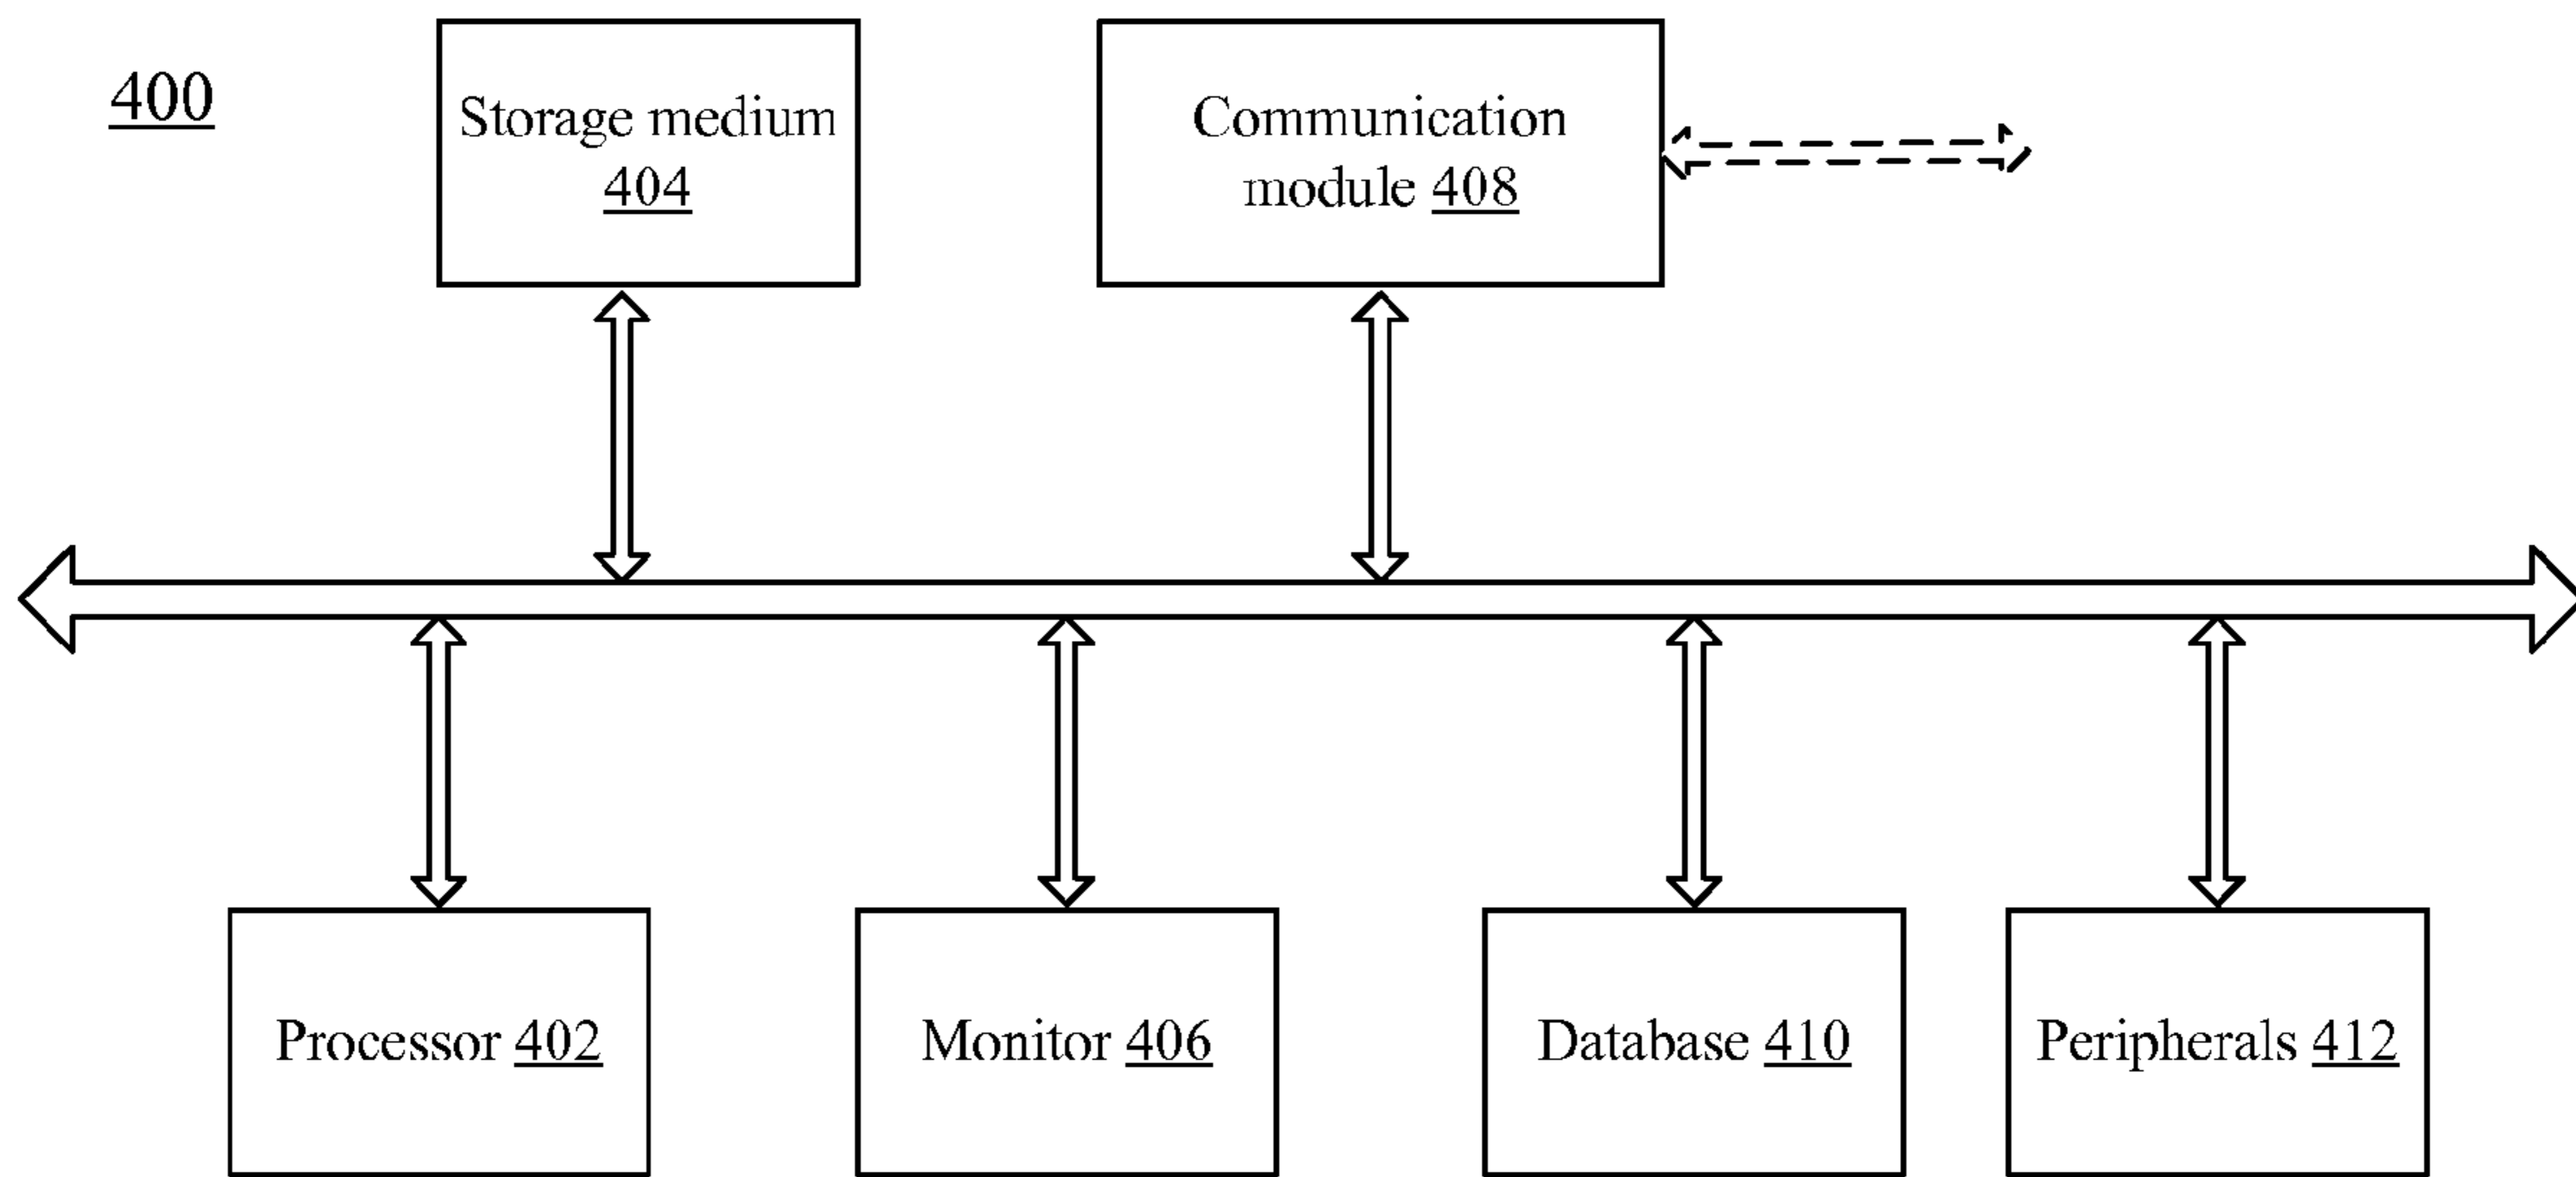 400
Storage medium
404
Communication
module 408
Processor 402
Monitor 406
Database 410
Peripherals 412